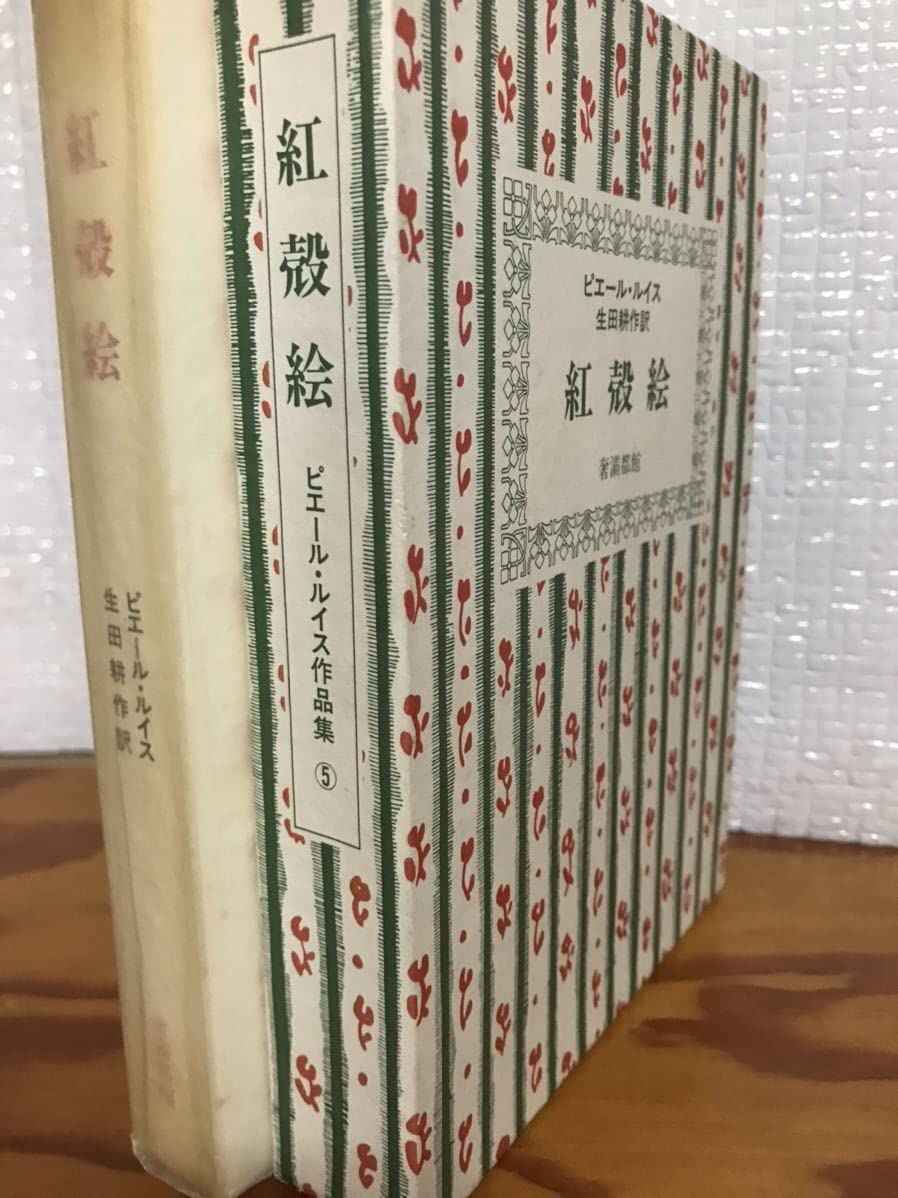 紅殻絵
ピエール・ルイス
生田耕作訳
紅殻絵
ピエール・ルイス作品集 ⑤
ピエール・ルイス
生田耕作訳
紅殻絵
奢灞都館